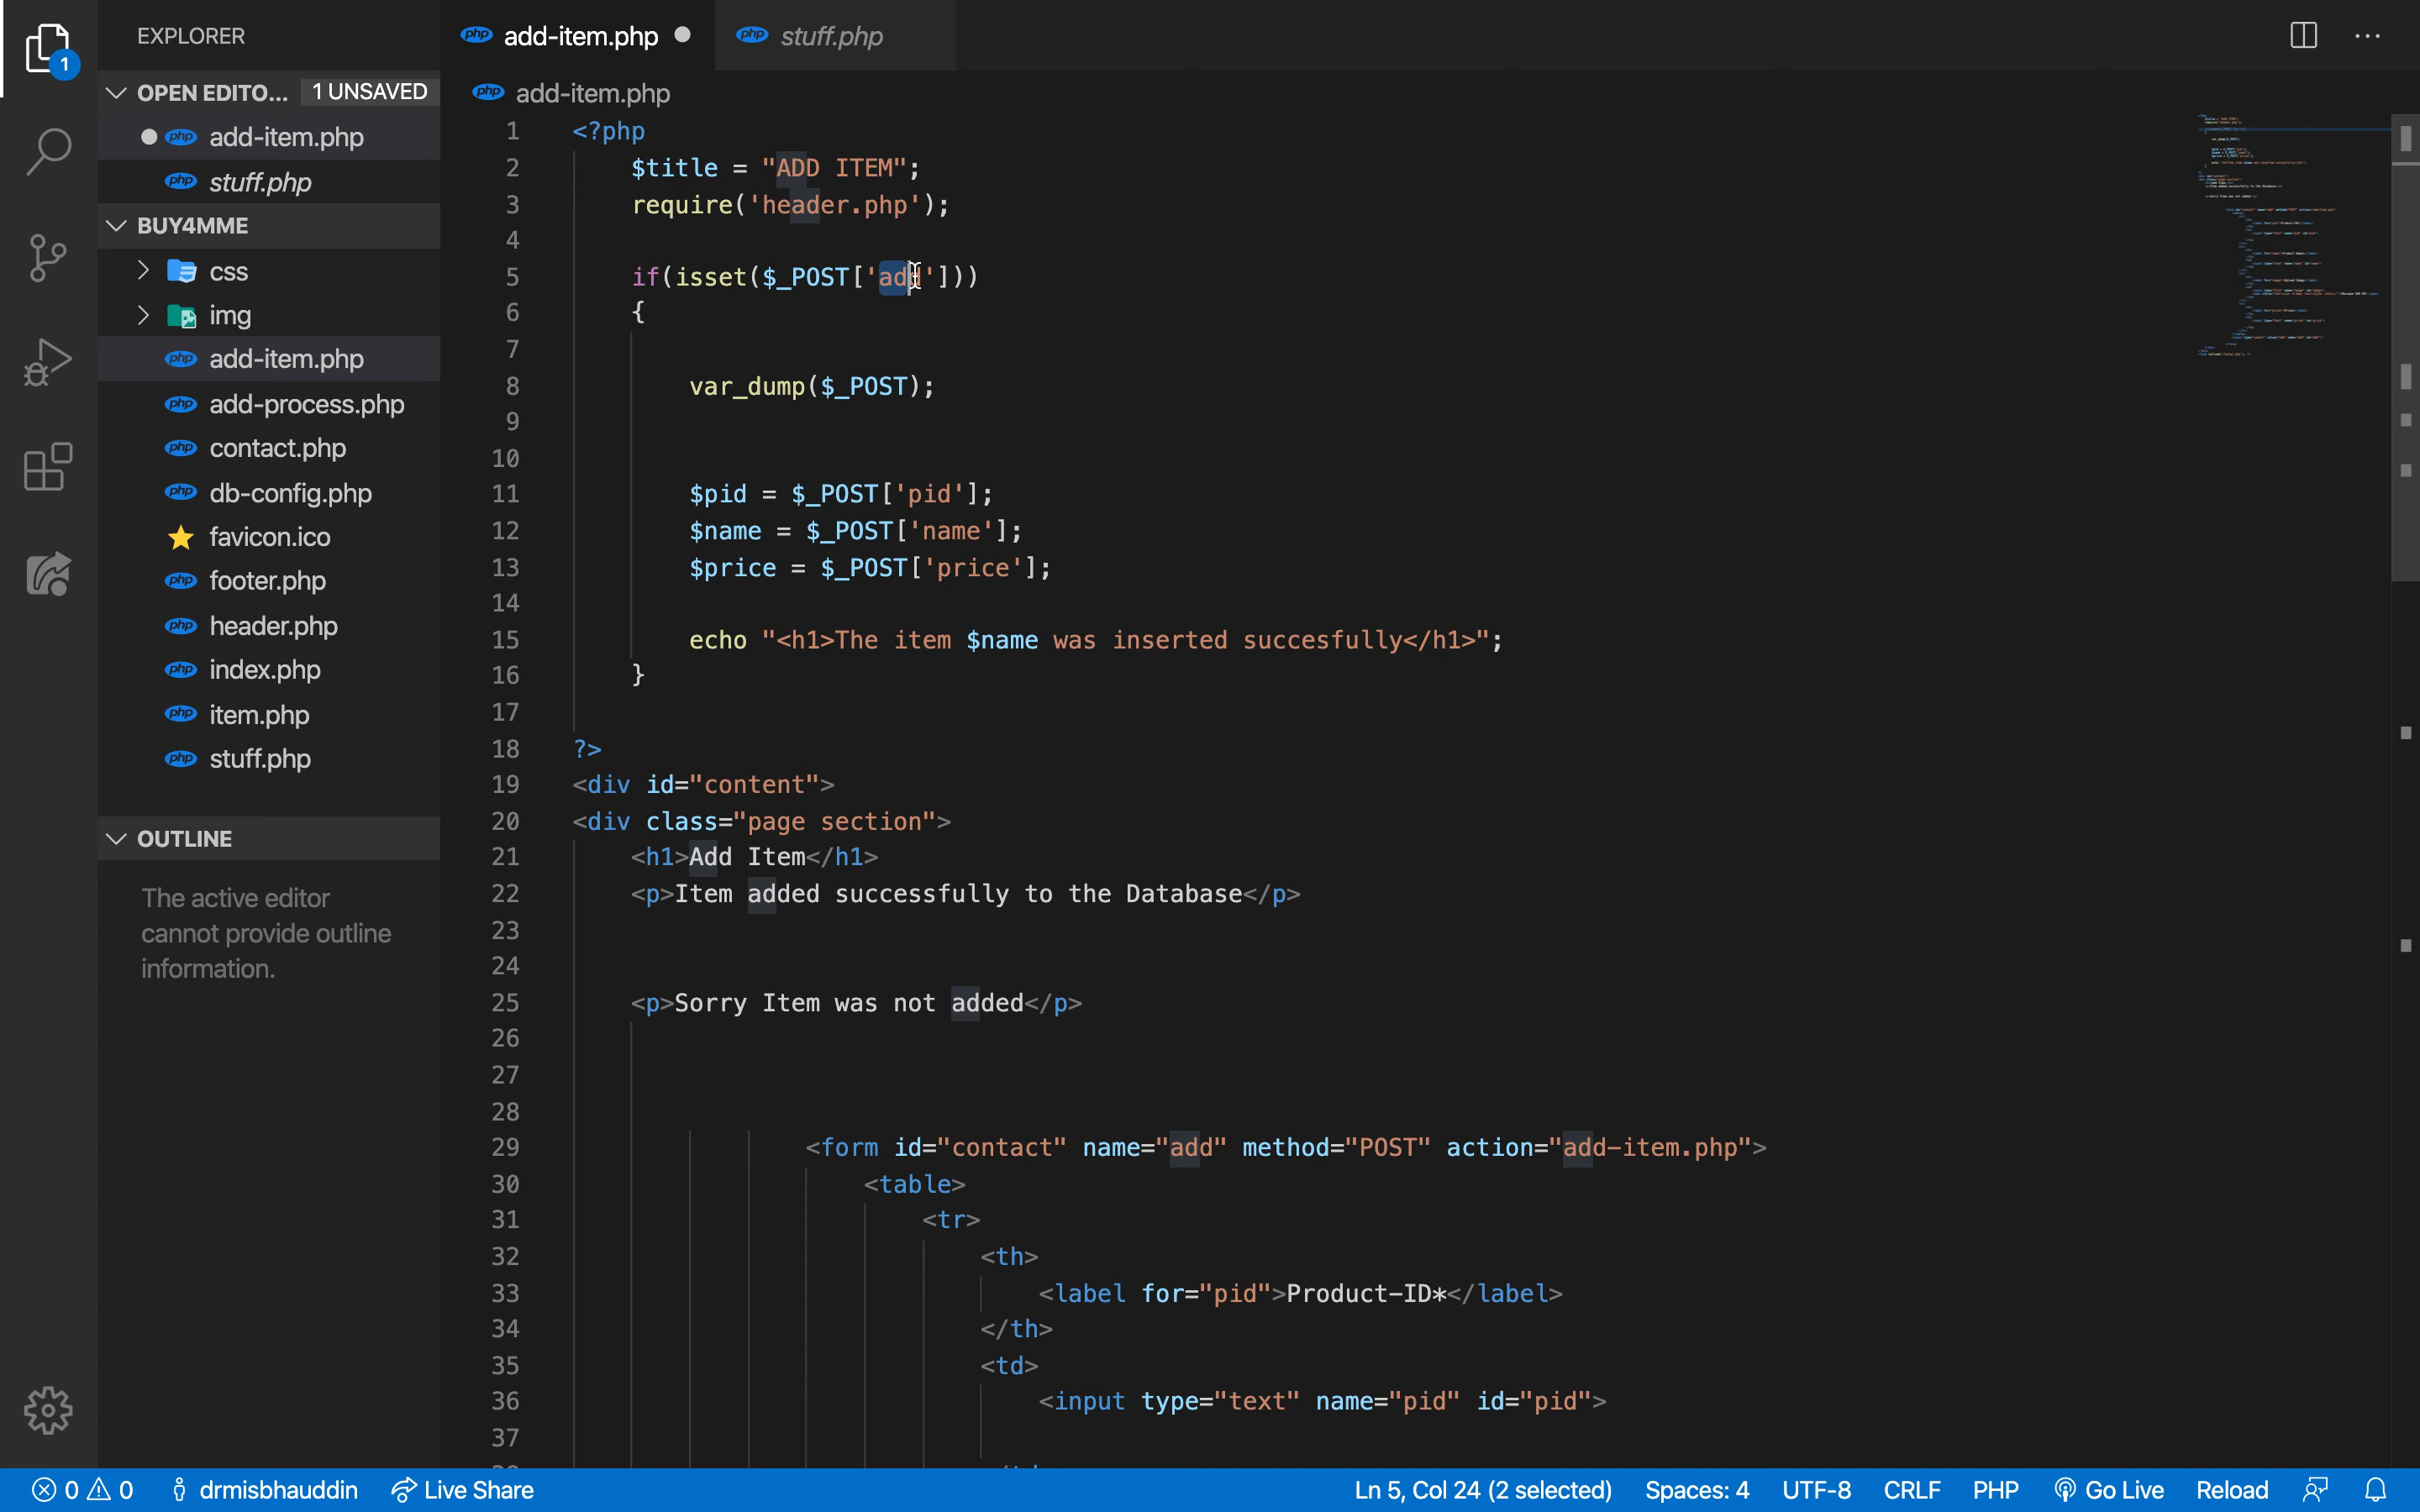 EXPLORER
OPEN EDITO... 1 UNSAVED
add-item.php
stuff.php
BUY4MME
css
img
add-item.php
add-process.php
contact.php
db-config.php
favicon.ico
footer.php
header.php
index.php
item.php
stuff.php
OUTLINE
The active editor
cannot provide outline
information.
add-item.php
stuff.php
add-item.php
1 <?php
2 $title = "ADD ITEM";
3 require('header.php');
4
5 if(isset($_POST['add']))
6 {
7
8 var_dump($_POST);
9
10
11 $pid = $_POST['pid'];
12 $name = $_POST['name'];
13 $price = $_POST['price'];
14
15 echo "<h1>The item $name was inserted succesfully</h1>";
16 }
17
18 ?>
19 <div id="content">
20 <div class="page section">
21 <h1>Add Item</h1>
22 <p>Item added successfully to the Database</p>
23
24
25 <p>Sorry Item was not added</p>
26
27
28
29 <form id="contact" name="add" method="POST" action="add-item.php">
30 <table>
31 <tr>
32 <th>
33 <label for="pid">Product-ID*</label>
34 </th>
35 <td>
36 <input type="text" name="pid" id="pid">
37
0 0 drmisbhauddin Live Share Ln 5, Col 24 (2 selected) Spaces: 4 UTF-8 CRLF PHP Go Live Reload